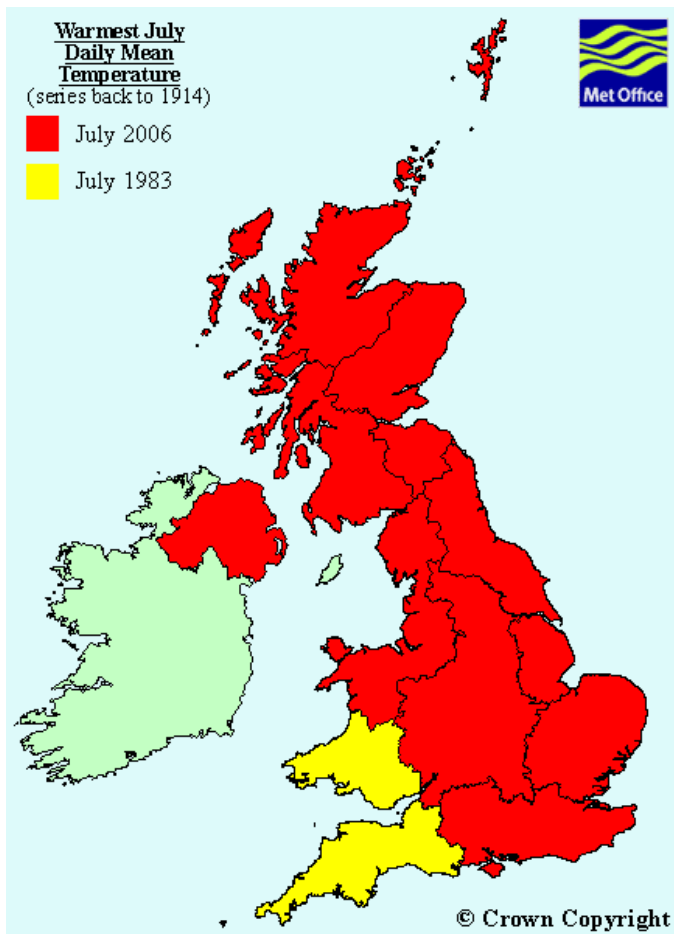 Warmest July
Daily Mean
Temperature
(series back to 1914)
July 2006
July 1983
Met Office
© Crown Copyright